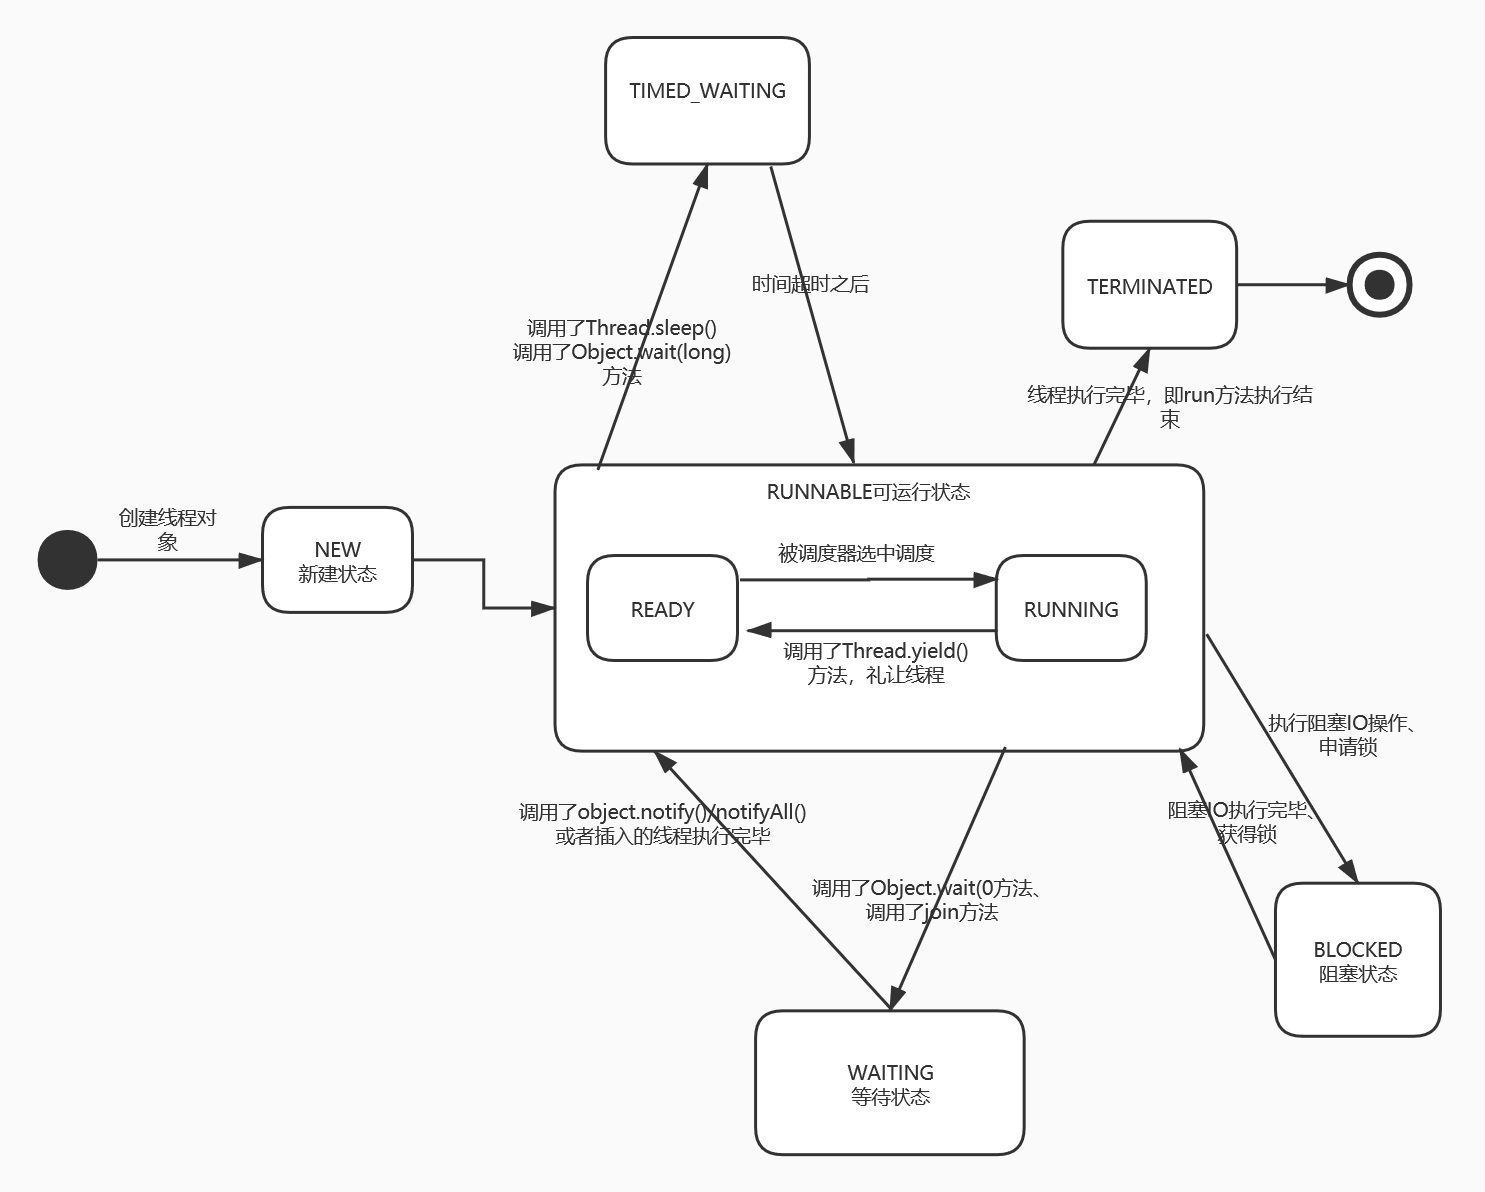 TIMED_WAITING
时间超时之后
TERMINATED
调用了Thread.sleep()
调用了Object.wait(long)
方法
线程执行完毕，即run方法执行结
束
RUNNABLE可运行状态
创建线程对
象
NEW
新建状态
被调度器选中调度
READY
RUNNING
调用了Thread.yield()
方法，礼让线程
执行阻塞IO操作、
申请锁
调用了object.notify()/notifyAll()
或者插入的线程执行完毕
阻塞IO执行完毕、
获得锁
调用了Object.wait(0方法、
调用了join方法
BLOCKED
阻塞状态
WAITING
等待状态